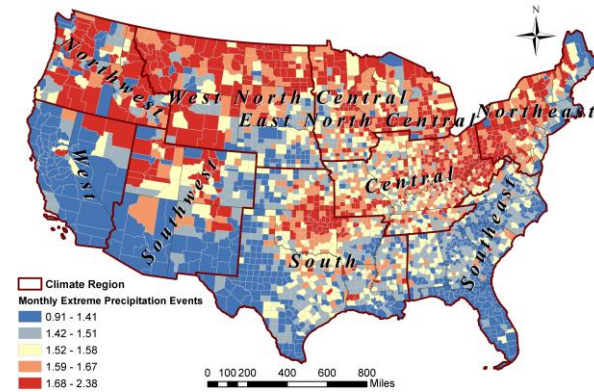 N
Northwest
West North Central
East North Central
Northeast
West
Southwest
Central
South
Southeast
Climate Region
Monthly Extreme Precipitation Events
0.91 - 1.41
1.42 - 1.51
1.52 - 1.58
1.59 - 1.67
1.68 - 2.38
0 100 200 400 600 800
Miles